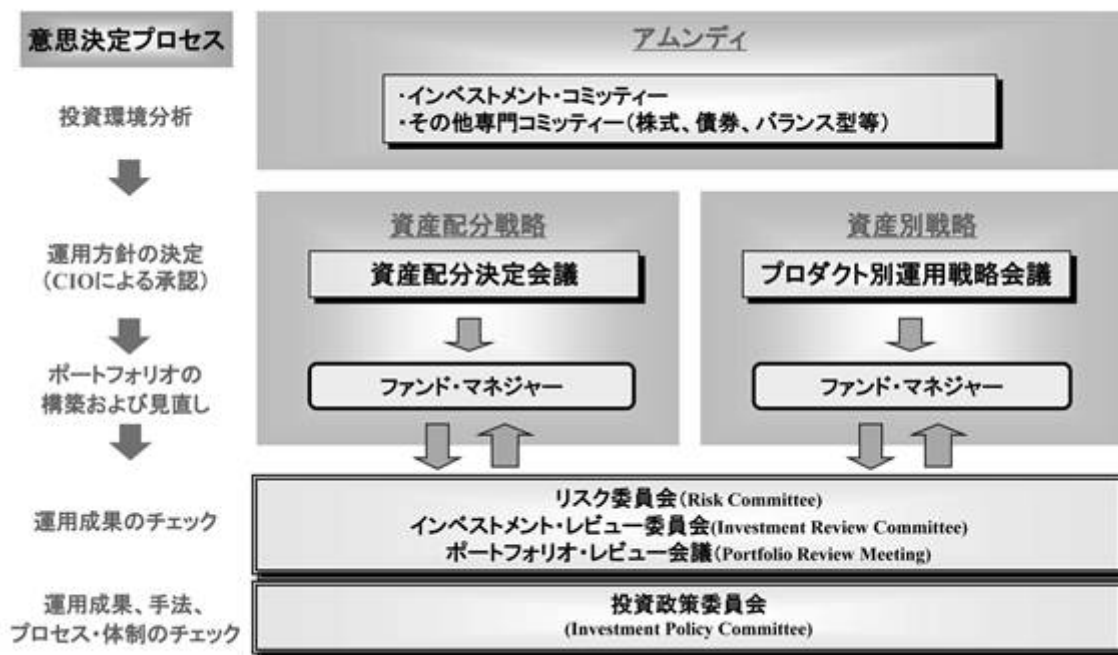 意思決定プロセス
アムンディ
・インベストメント・コミッティー
・その他専門コミッティー（株式、債券、バランス型等）
投資環境分析
資産配分戦略
資産別戦略
運用方針の決定
（CIOによる承認）
資産配分決定会議
プロダクト別運用戦略会議
ポートフォリオの
構築および見直し
ファンド・マネジャー
ファンド・マネジャー
運用成果のチェック
リスク委員会（Risk Committee）
インベストメント・レビュー委員会(Investment Review Committee)
ポートフォリオ・レビュー会議（Portfolio Review Meeting)
運用成果、手法、
プロセス・体制のチェック
投資政策委員会
(Investment Policy Committee)